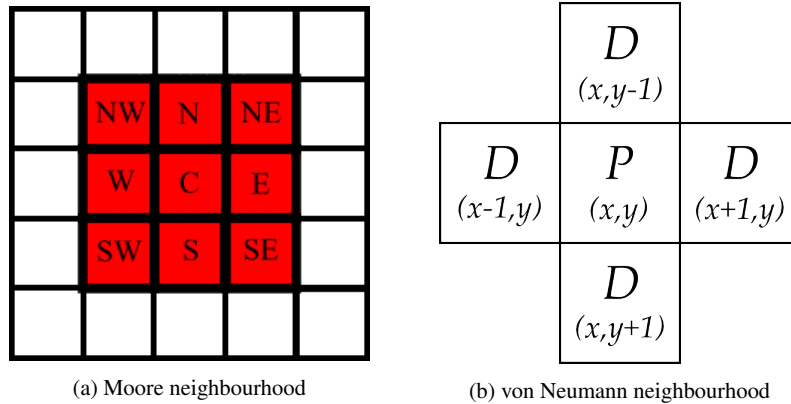 NW N NE
W C E
SW S SE
(a) Moore neighbourhood
D
(x,y-1)
D P D
(x-1,y) (x,y) (x+1,y)
D
(x,y+1)
(b) von Neumann neighbourhood